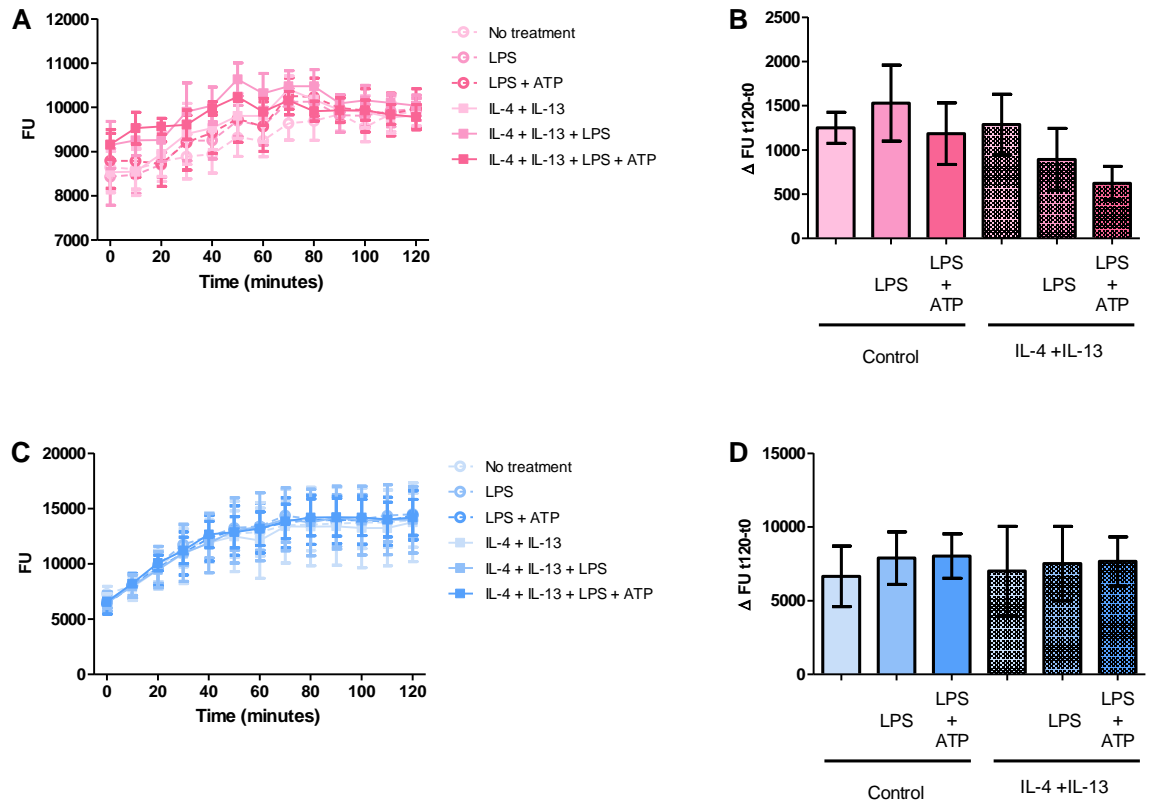 A
12000
11000
10000
9000
8000
7000
FU
0 20 40 60 80 100 120
Time (minutes)
No treatment
LPS
LPS + ATP
IL-4 + IL-13
IL-4 + IL-13 + LPS
IL-4 + IL-13 + LPS + ATP
B
2500
2000
1500
1000
500
0
Δ FU t120-t0
LPS
LPS
+
ATP
LPS
LPS
+
ATP
Control
IL-4 +IL-13
C
20000
15000
10000
5000
0
FU
0 20 40 60 80 100 120
Time (minutes)
No treatment
LPS
LPS + ATP
IL-4 + IL-13
IL-4 + IL-13 + LPS
IL-4 + IL-13 + LPS + ATP
D
15000
10000
5000
0
Δ FU t120-t0
LPS
LPS
+
ATP
LPS
LPS
+
ATP
Control
IL-4 +IL-13